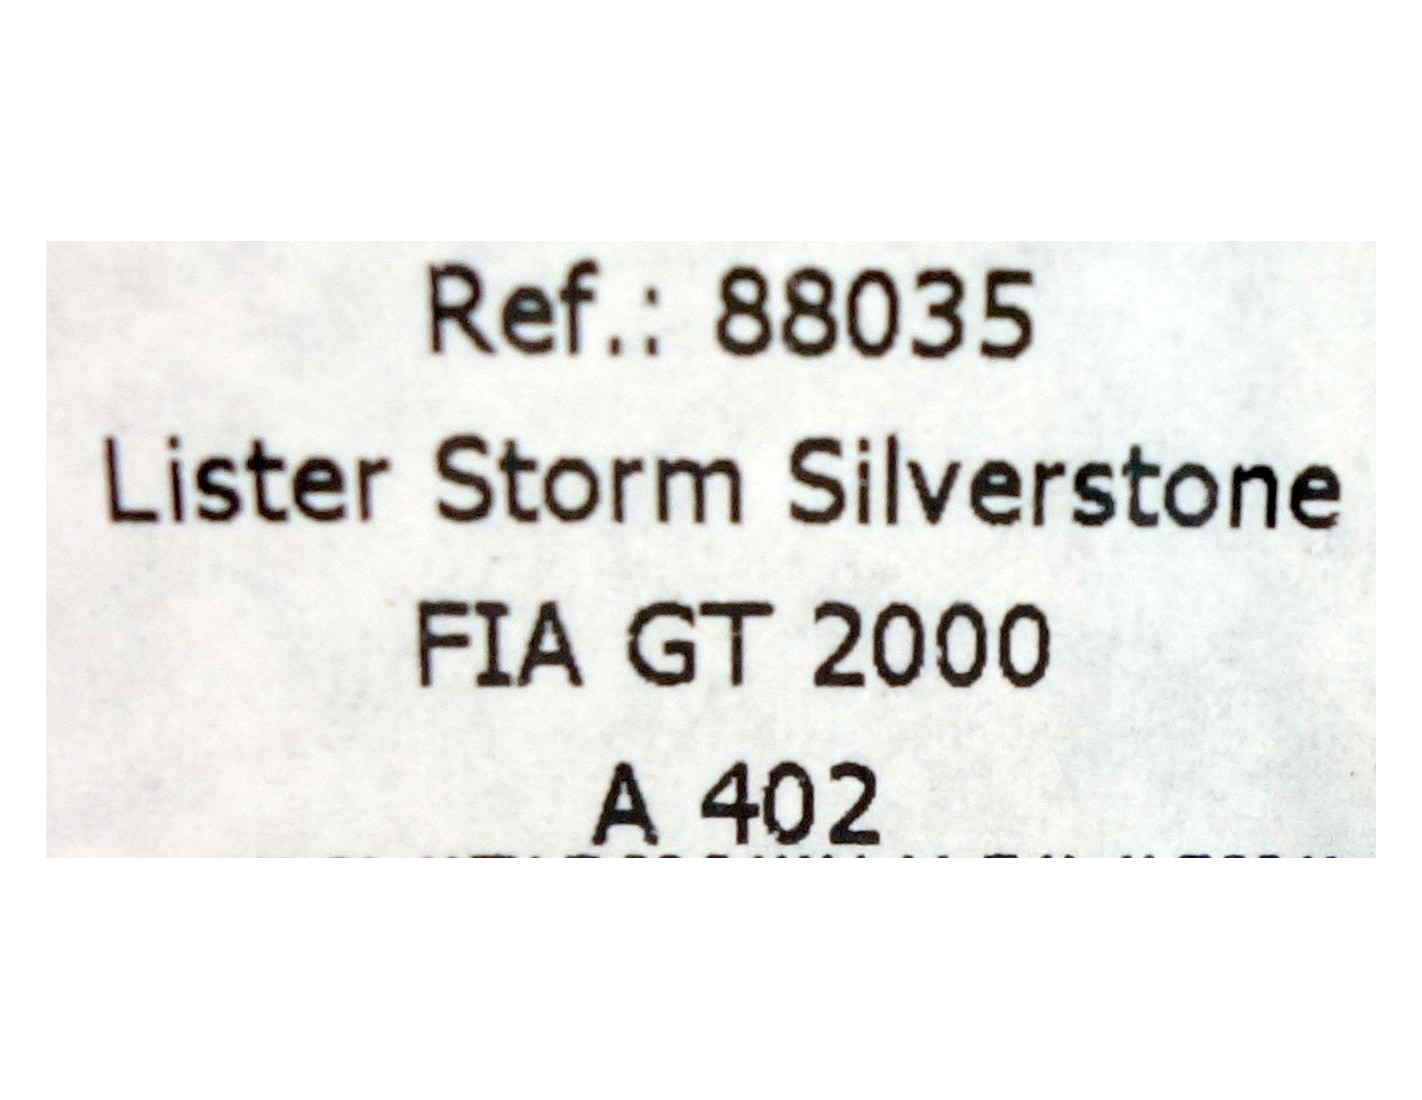 Ref.: 88035
Lister Storm Silverstone
FIA GT 2000
A 402